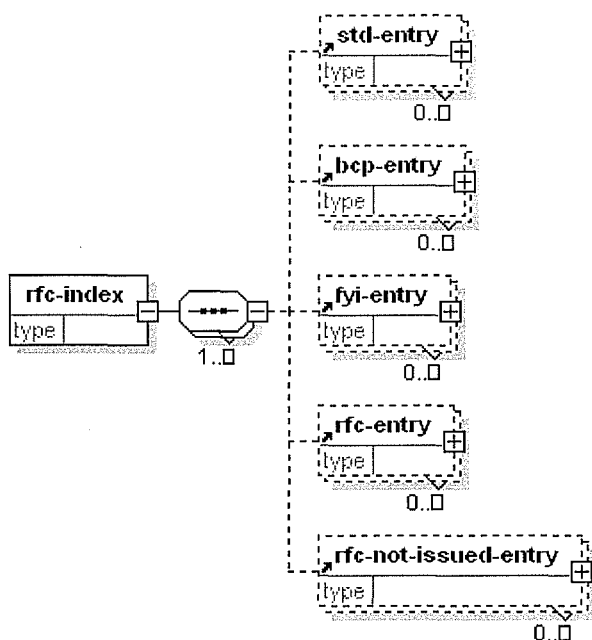 std-entry
type
0..□
bcp-entry
type
0..□
rfc-index
type
1..□
fyi-entry
type
0..□
rfc-entry
type
0..□
rfc-not-issued-entry
type
0..□